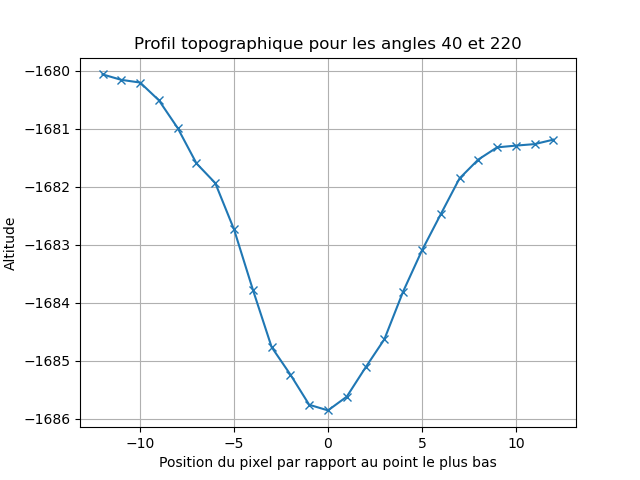 Profil topographique pour les angles 40 et 220
−1680
−1681
−1682
−1683
−1684
−1685
−1686
Altitude
−10 −5 0 5 10
Position du pixel par rapport au point le plus bas